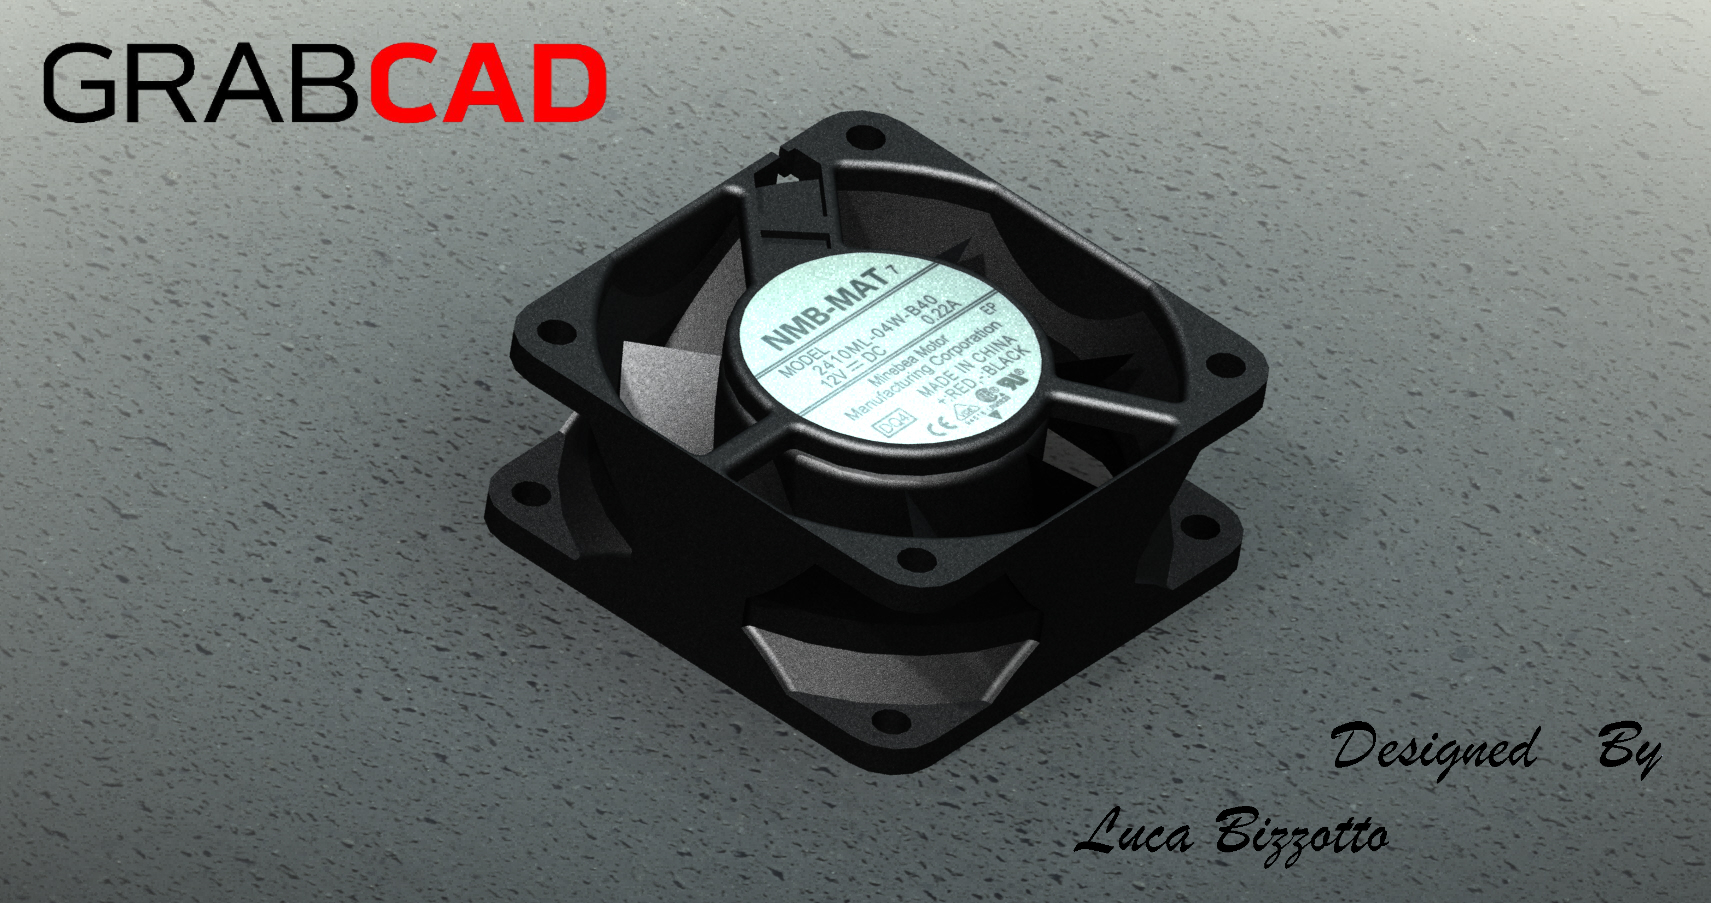 GRABCAD
NMB-MAT 7
MODEL
2410ML-04W-B40
12V ⎓ DC 0.22A
EP
Minebea Motor
Manufacturing Corporation
MADE IN CHINA
+:RED,-:BLACK
DQ4
CE
Designed By
Luca Bizzotto